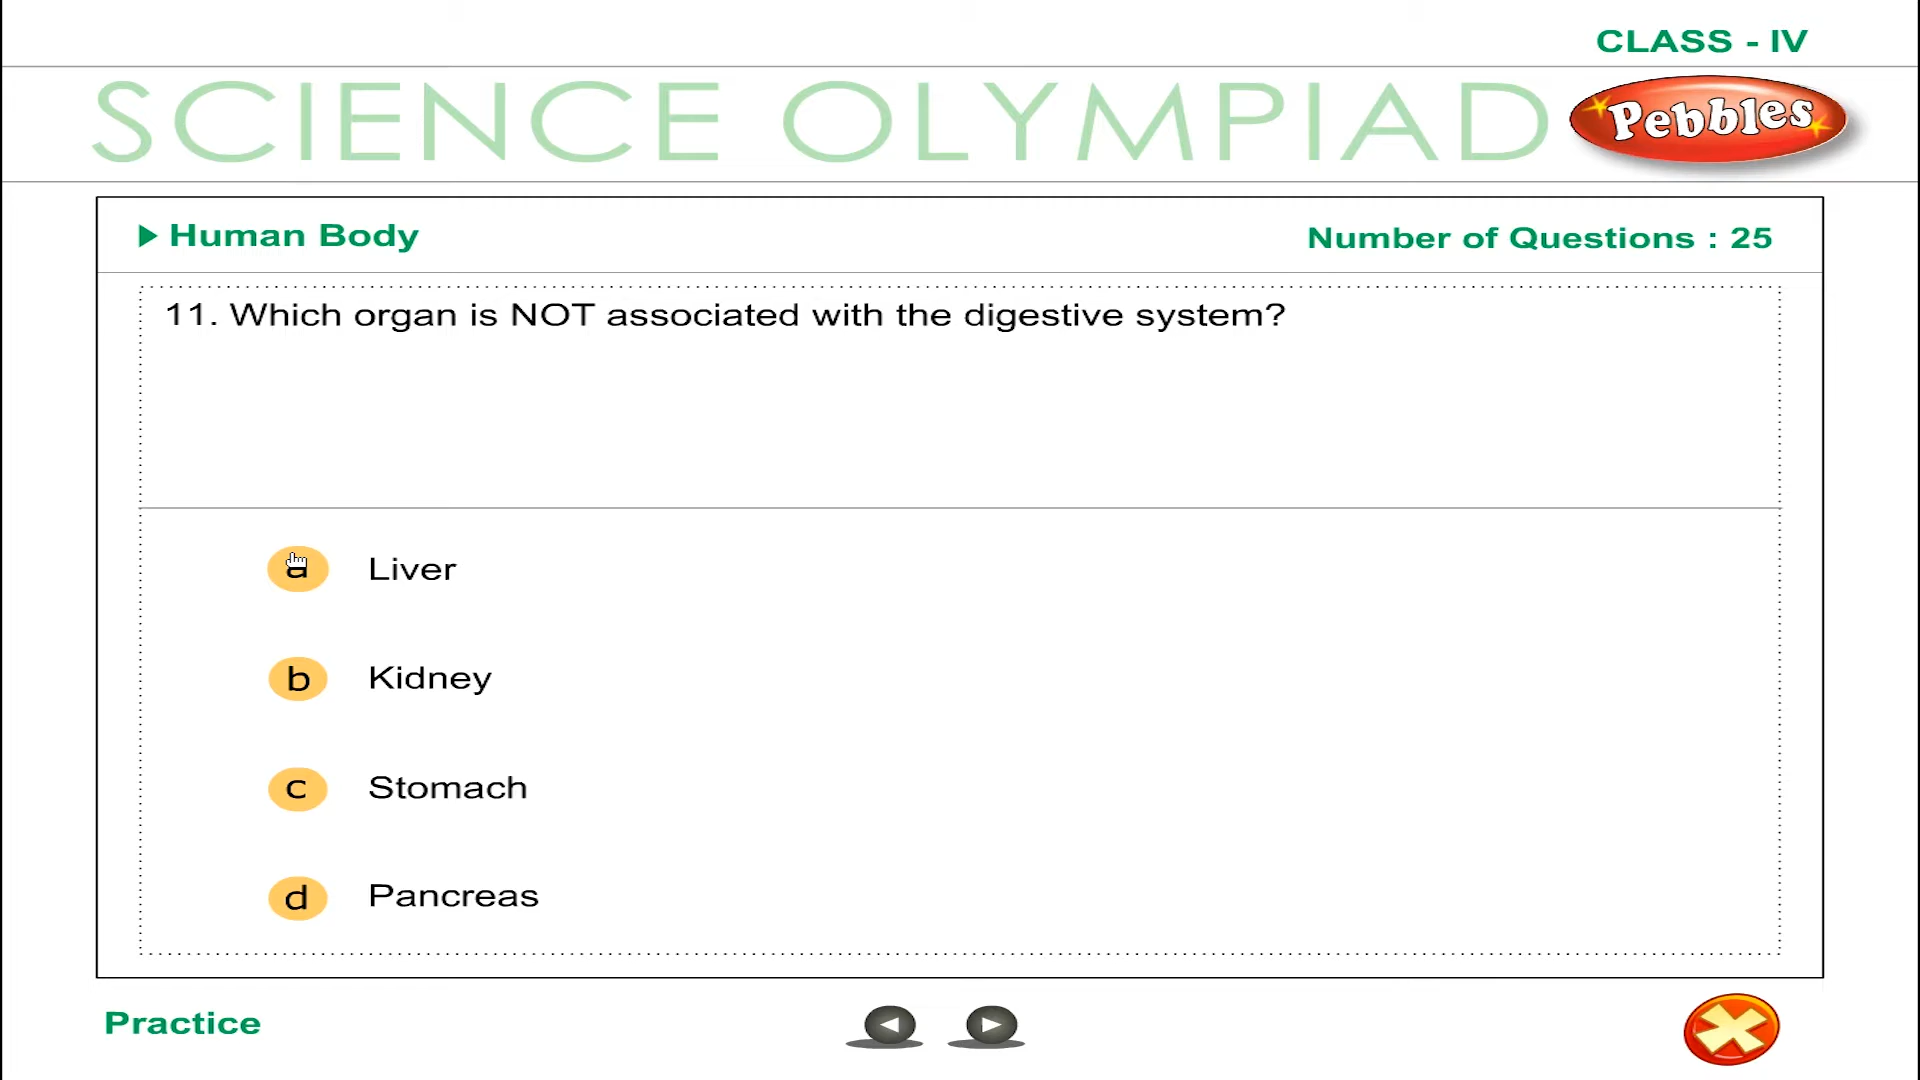 CLASS - IV
SCIENCE OLYMPIAD
Pebbles
Human Body
Number of Questions : 25
11. Which organ is NOT associated with the digestive system?
a Liver
b Kidney
c Stomach
d Pancreas
Practice